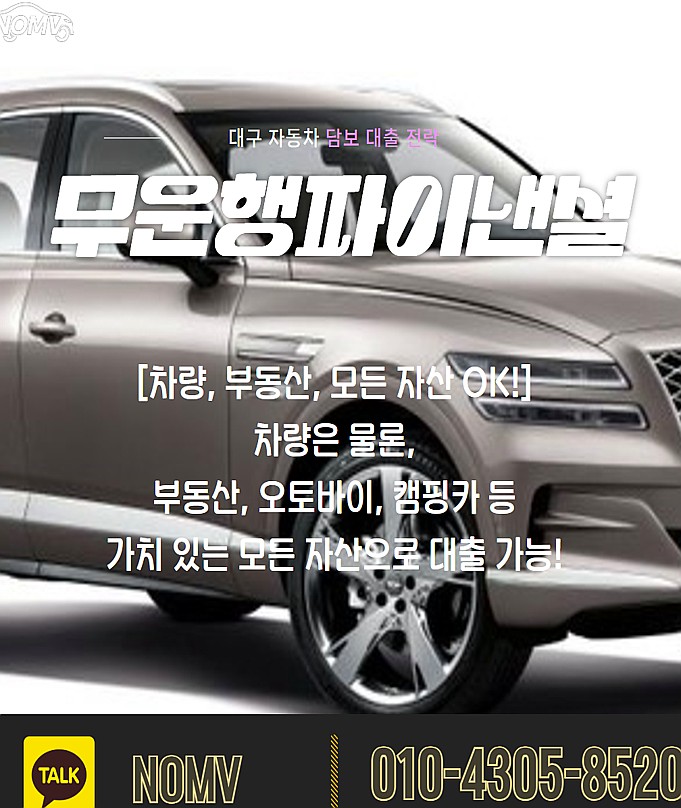 NOMV
대구 자동차 담보 대출 전략
무운행파이낸셜
[차량, 부동산, 모든 자산 OK!]
차량은 물론,
부동산, 오토바이, 캠핑카 등
가치 있는 모든 자산으로 대출 가능!
TALK
NOMV
010-4305-8520